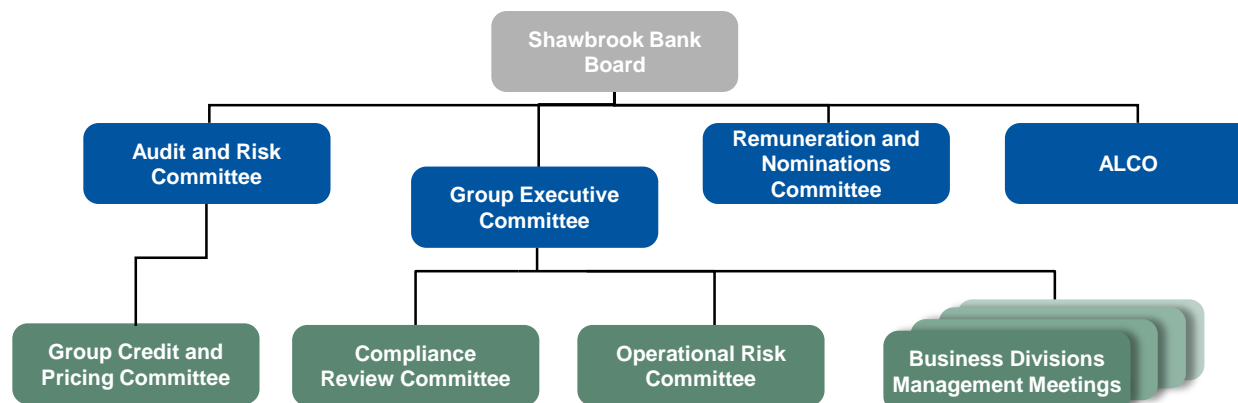 Shawbrook Bank
Board
Audit and Risk
Committee
Group Executive
Committee
Remuneration and
Nominations
Committee
ALCO
Group Credit and
Pricing Committee
Compliance
Review Committee
Operational Risk
Committee
Business Divisions
Management Meetings